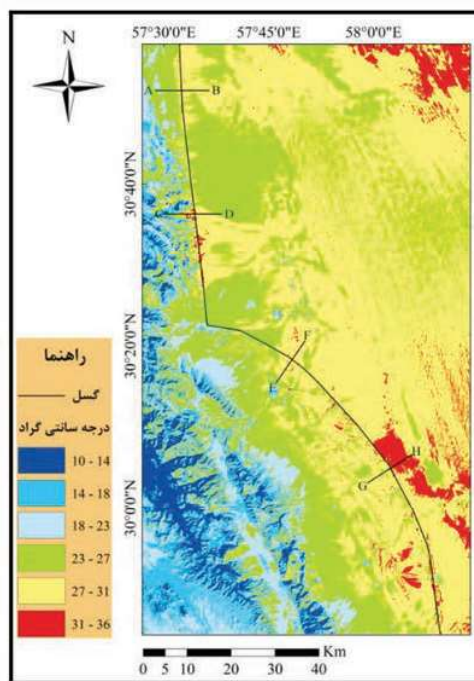 N
57°30'0"E 57°45'0"E 58°0'0"E
A B
30°40'0"N
C D
30°20'0"N
F
E
H
G
30°0'0"N
راهنما
گسل
درجه سانتی گراد
10 - 14
14 - 18
18 - 23
23 - 27
27 - 31
31 - 36
Km
0 5 10 20 30 40